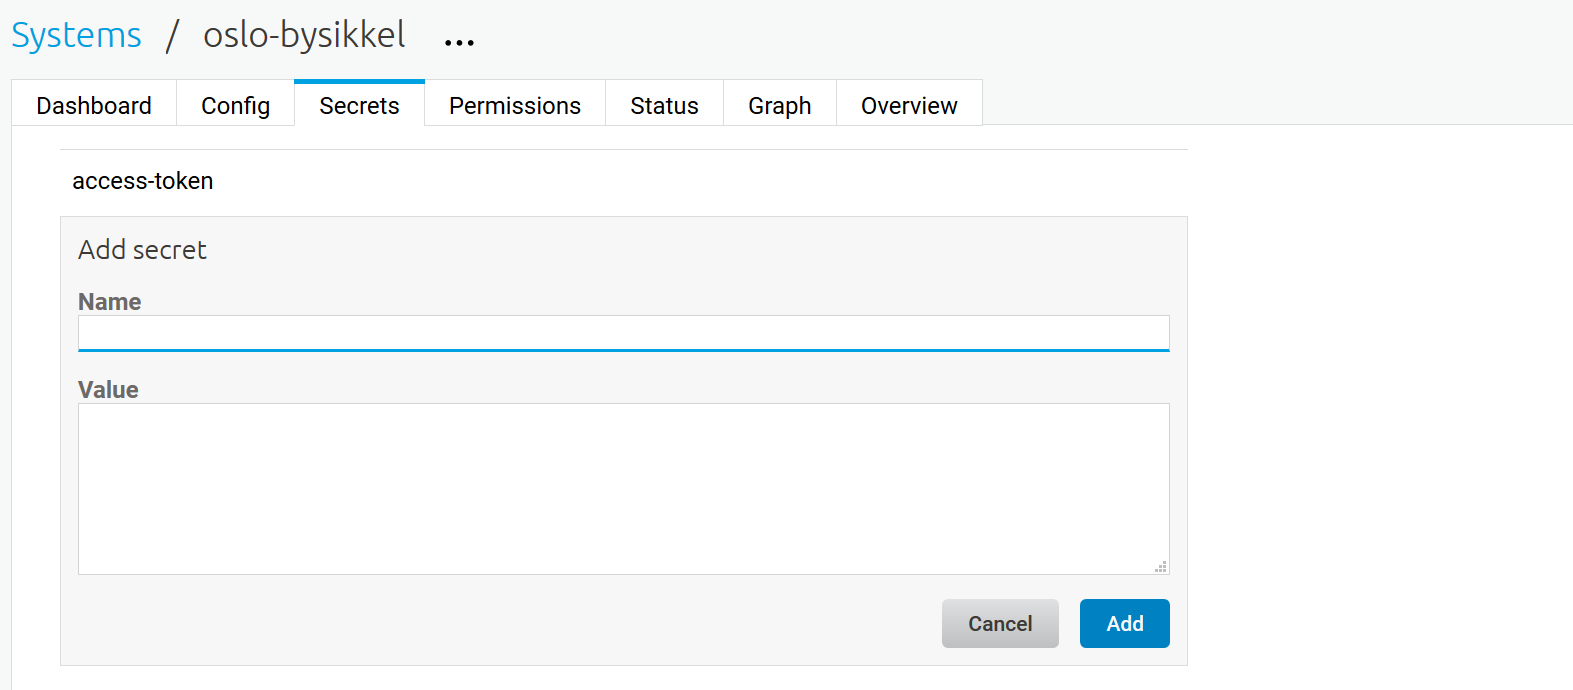 Systems / oslo-bysikkel ...
Dashboard Config Secrets Permissions Status Graph Overview
access-token
Add secret
Name
Value
Cancel Add